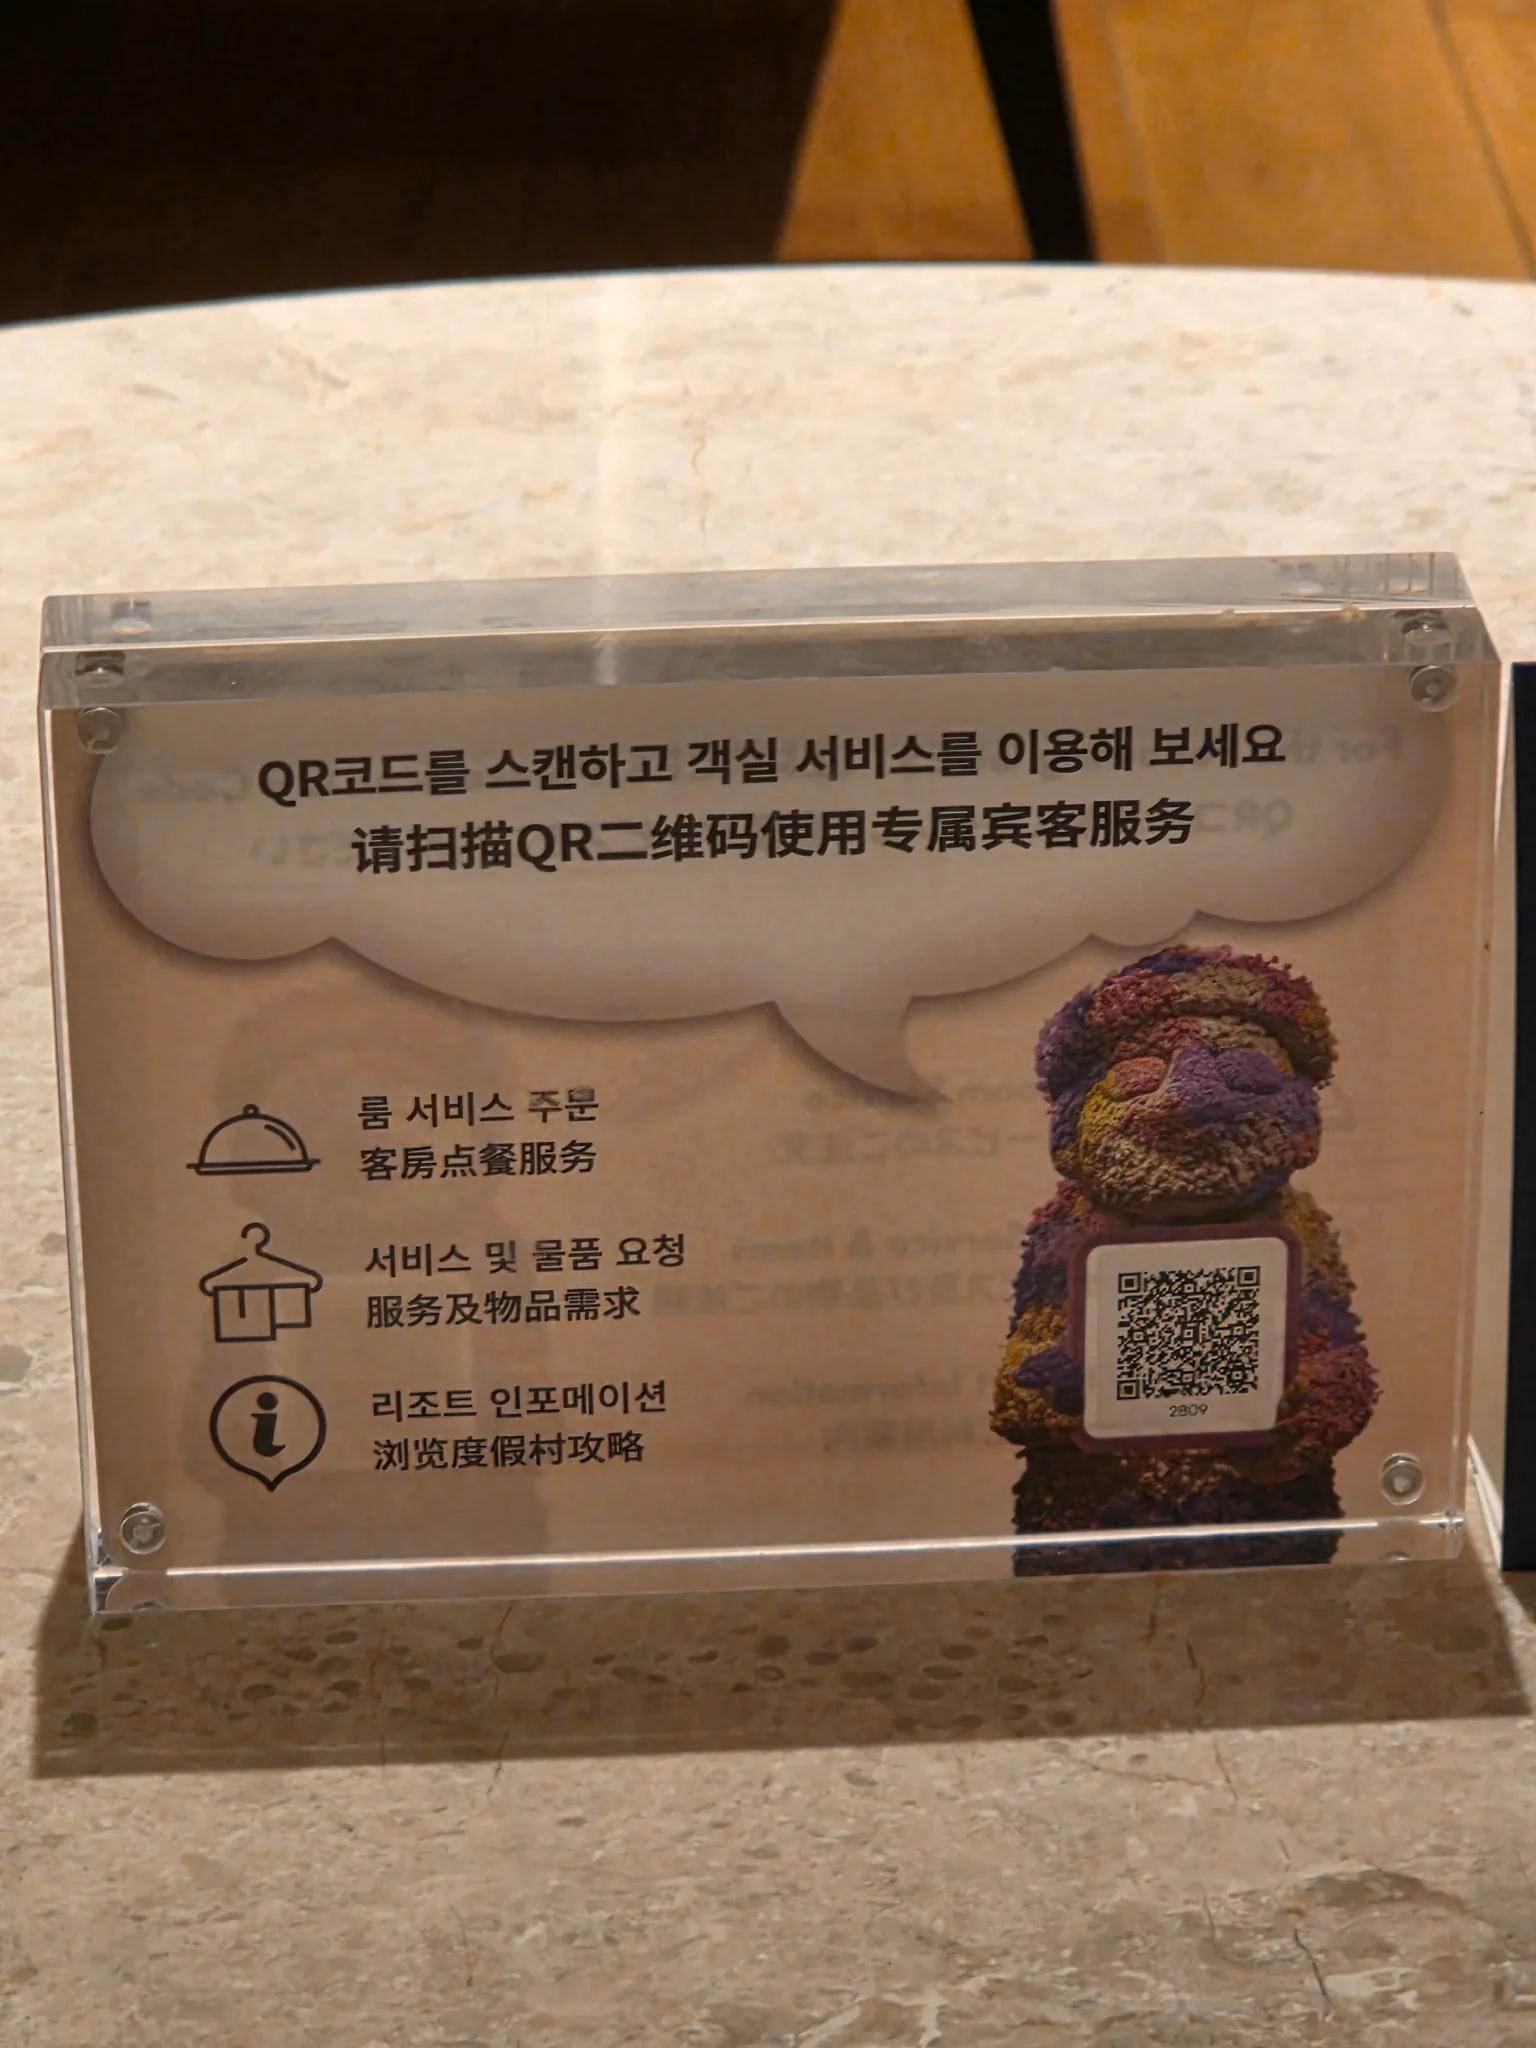 QR코드를 스캔하고 객실 서비스를 이용해 보세요
请扫描QR二维码使用专属宾客服务
룸 서비스 주문
客房点餐服务
서비스 및 물품 요청
服务及物品需求
리조트 인포메이션
浏览度假村攻略
2809